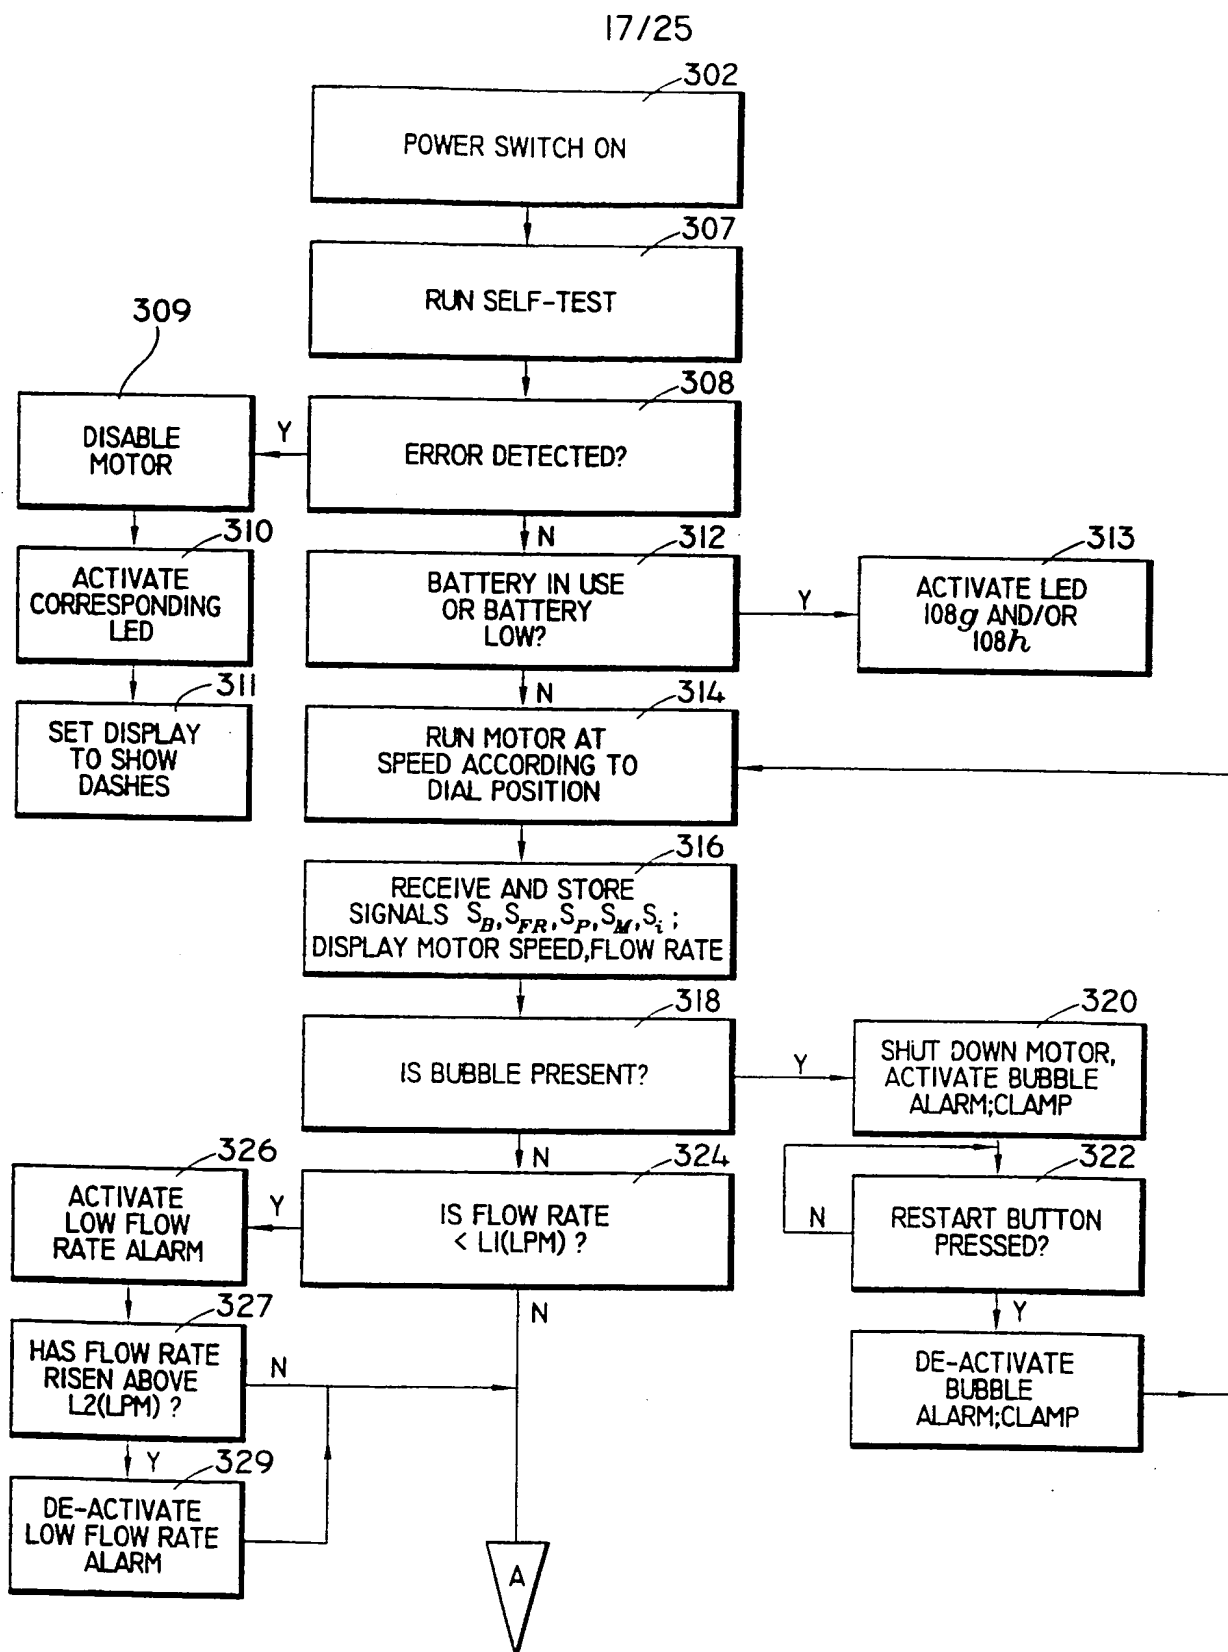 17/25
302
POWER SWITCH ON
307
RUN SELF-TEST
309
308
DISABLE
MOTOR
Y
ERROR DETECTED?
310
N
312
313
ACTIVATE
CORRESPONDING
LED
BATTERY IN USE
OR BATTERY
LOW?
Y
ACTIVATE LED
108g AND/OR
108h
311
N
314
SET DISPLAY
TO SHOW
DASHES
RUN MOTOR AT
SPEED ACCORDING TO
DIAL POSITION
316
RECEIVE AND STORE
SIGNALS S_B, S_FR, S_P, S_M, S_i ;
DISPLAY MOTOR SPEED,FLOW RATE
318
320
IS BUBBLE PRESENT?
Y
SHUT DOWN MOTOR,
ACTIVATE BUBBLE
ALARM;CLAMP
326
N
324
322
ACTIVATE
LOW FLOW
RATE ALARM
Y
IS FLOW RATE
< L1(LPM) ?
N
RESTART BUTTON
PRESSED?
327
N
Y
HAS FLOW RATE
RISEN ABOVE
L2(LPM) ?
N
DE-ACTIVATE
BUBBLE
ALARM;CLAMP
Y
329
DE-ACTIVATE
LOW FLOW RATE
ALARM
A